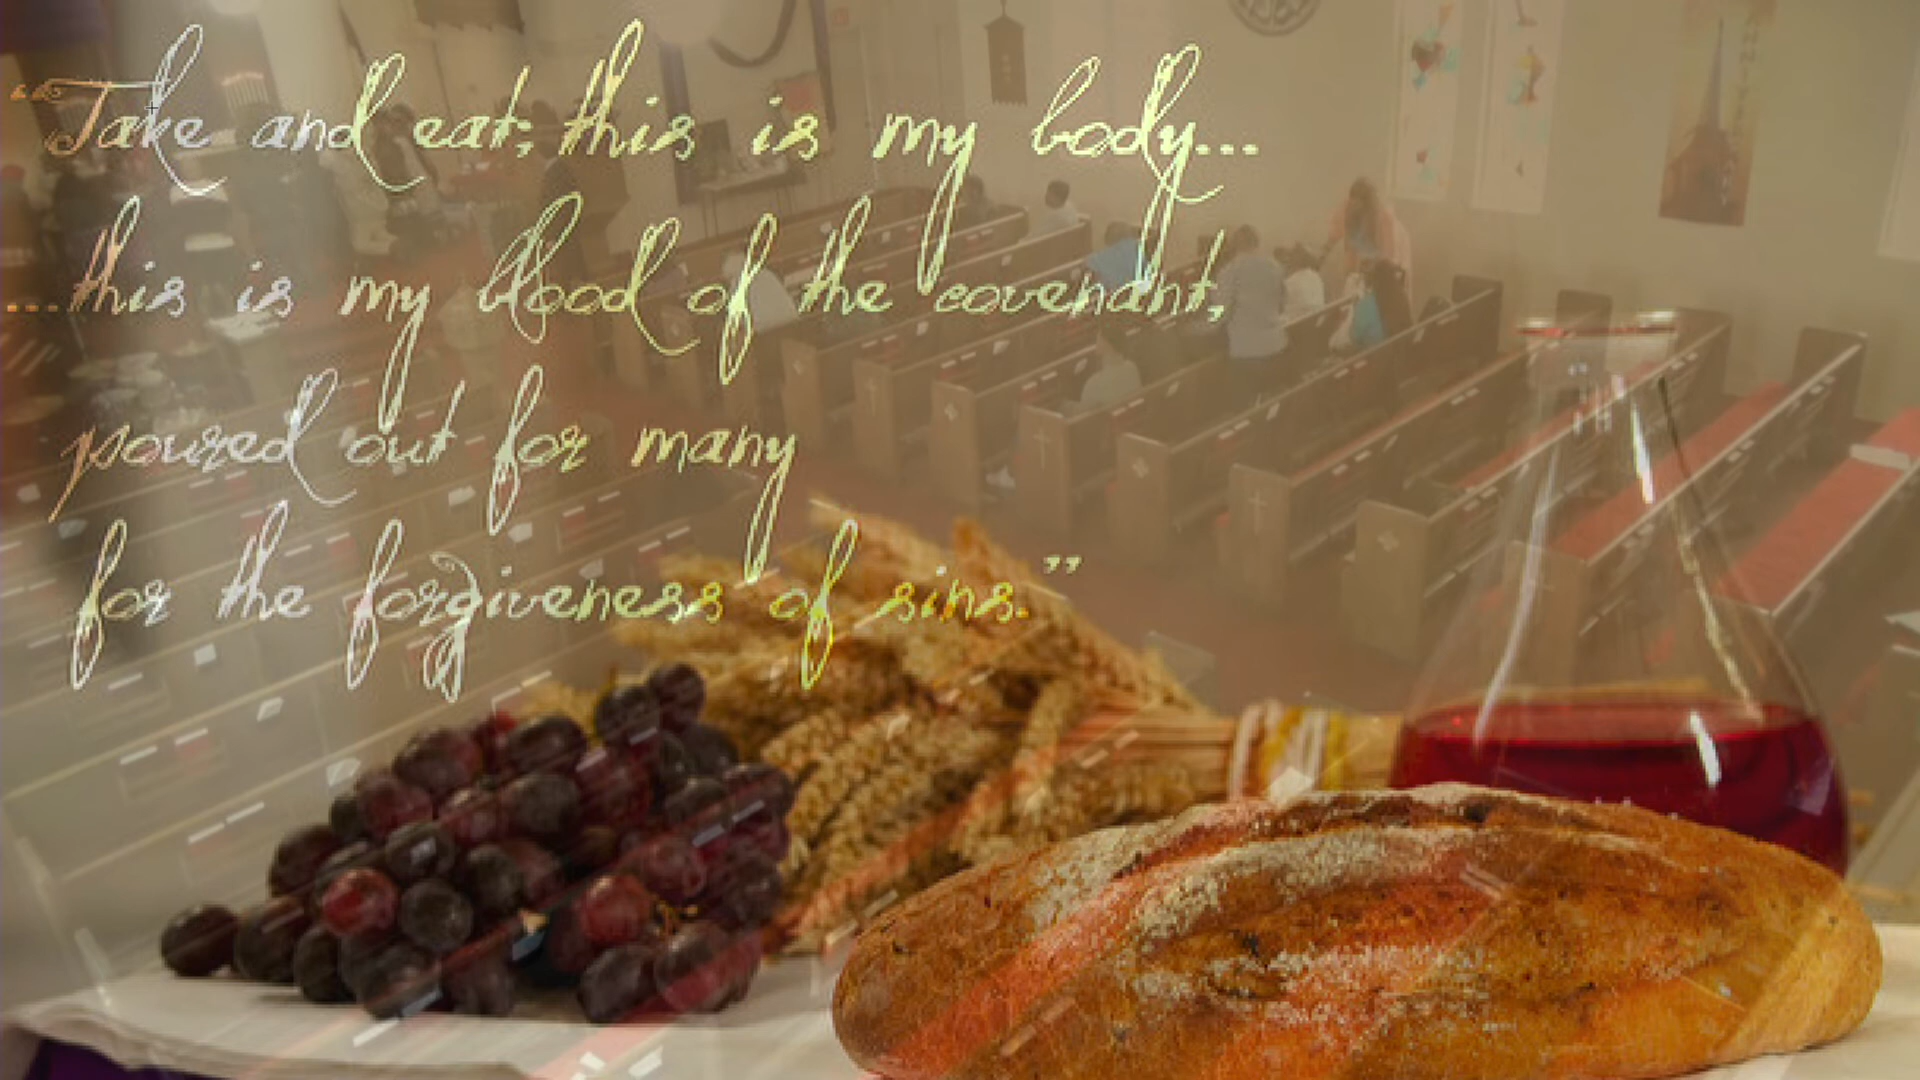 “Take and eat; this is my body...
...this is my blood of the covenant,
poured out for many
for the forgiveness of sins.”